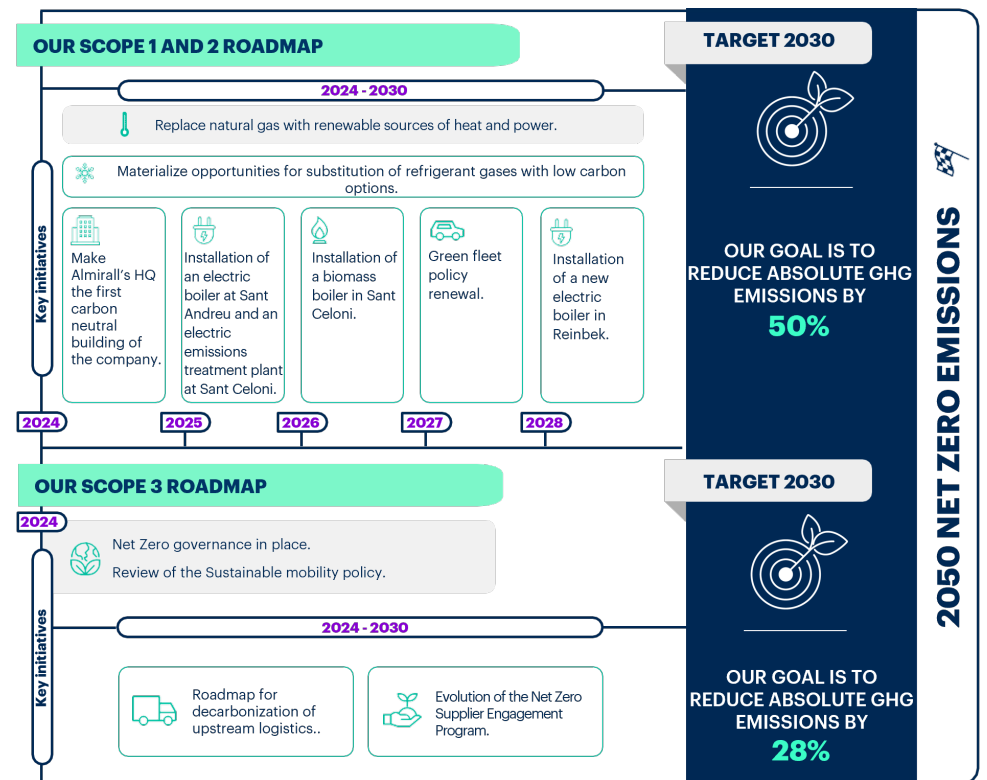 OUR SCOPE 1 AND 2 ROADMAP
TARGET 2030
2024 - 2030
Replace natural gas with renewable sources of heat and power.
Materialize opportunities for substitution of refrigerant gases with low carbon
options.
Key initiatives
Make
Almirall's HQ
the first
carbon
neutral
building of
the company.
Installation of
an electric
boiler at Sant
Andreu and an
electric
emissions
treatment plant
at Sant Celoni.
Installation of
a biomass
boiler in Sant
Celoni.
Green fleet
policy
renewal.
Installation
of a new
electric
boiler in
Reinbek.
2024
2025
2026
2027
2028
OUR GOAL IS TO
REDUCE ABSOLUTE GHG
EMISSIONS BY
50%
OUR SCOPE 3 ROADMAP
TARGET 2030
2024
Net Zero governance in place.
Review of the Sustainable mobility policy.
Key initiatives
2024 - 2030
Roadmap for
decarbonization of
upstream logistics..
Evolution of the Net Zero
Supplier Engagement
Program.
OUR GOAL IS TO
REDUCE ABSOLUTE GHG
EMISSIONS BY
28%
2050 NET ZERO EMISSIONS